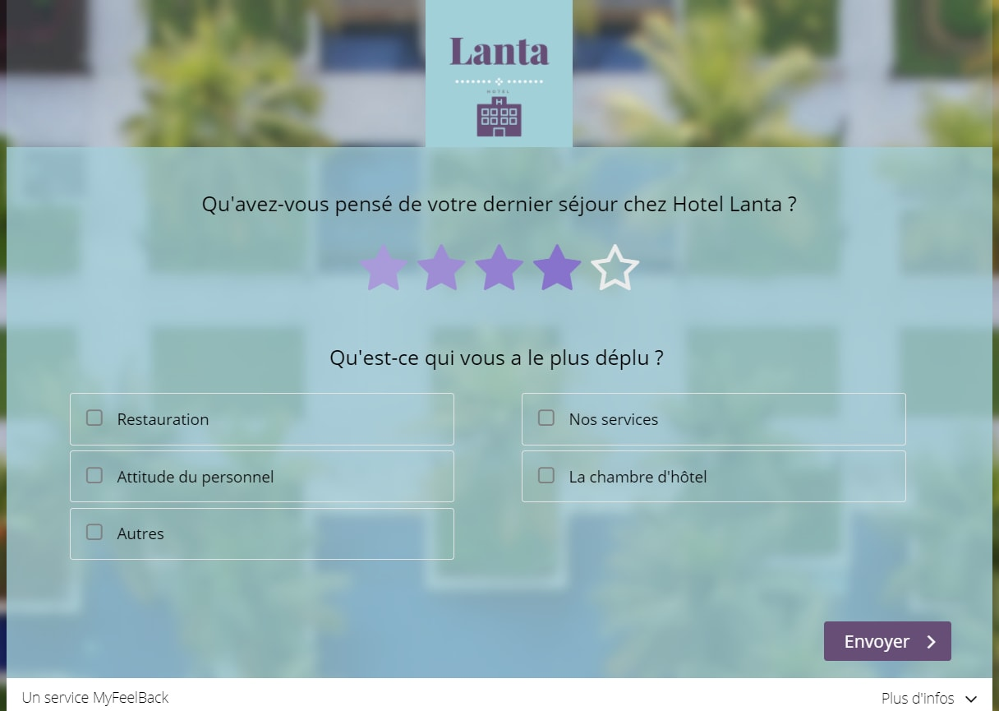 Lanta
HOTEL
H
Qu'avez-vous pensé de votre dernier séjour chez Hotel Lanta ?
Qu'est-ce qui vous a le plus déplu ?
Restauration
Nos services
Attitude du personnel
La chambre d'hôtel
Autres
Envoyer
Un service MyFeelBack
Plus d'infos